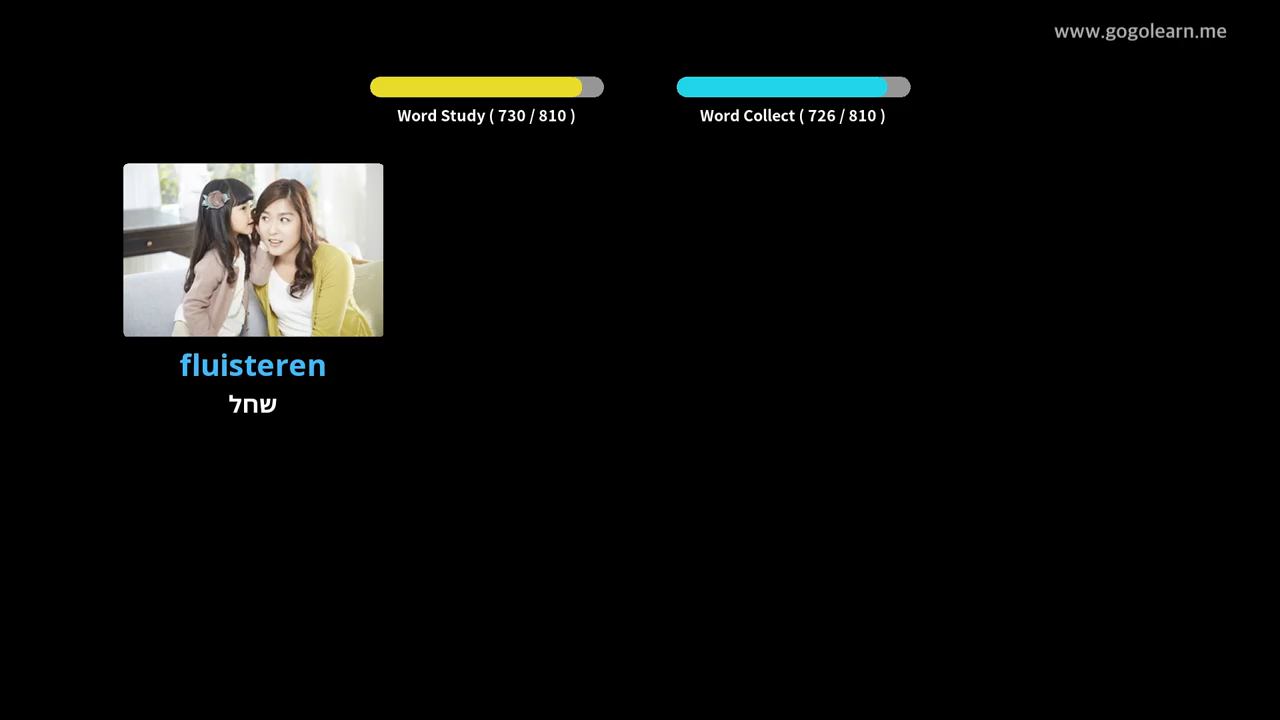 www.gogolearn.me
Word Study ( 730 / 810 )
Word Collect ( 726 / 810 )
fluisteren
שחל